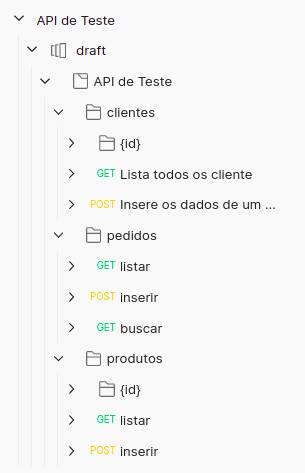 API de Teste
draft
API de Teste
clientes
{id}
GET Lista todos os cliente
POST Insere os dados de um ...
pedidos
GET listar
POST inserir
GET buscar
produtos
{id}
GET listar
POST inserir